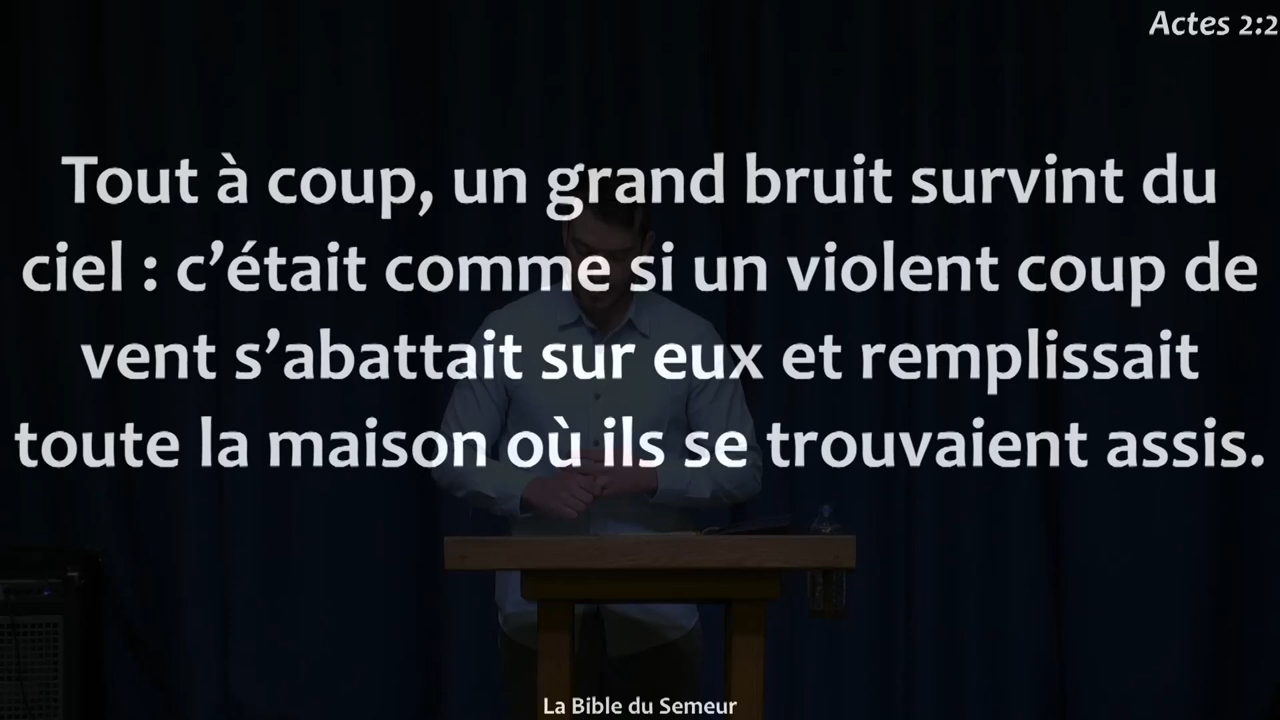 Actes 2:2
Tout à coup, un grand bruit survint du
ciel : c’était comme si un violent coup de
vent s’abattait sur eux et remplissait
toute la maison où ils se trouvaient assis.
La Bible du Semeur